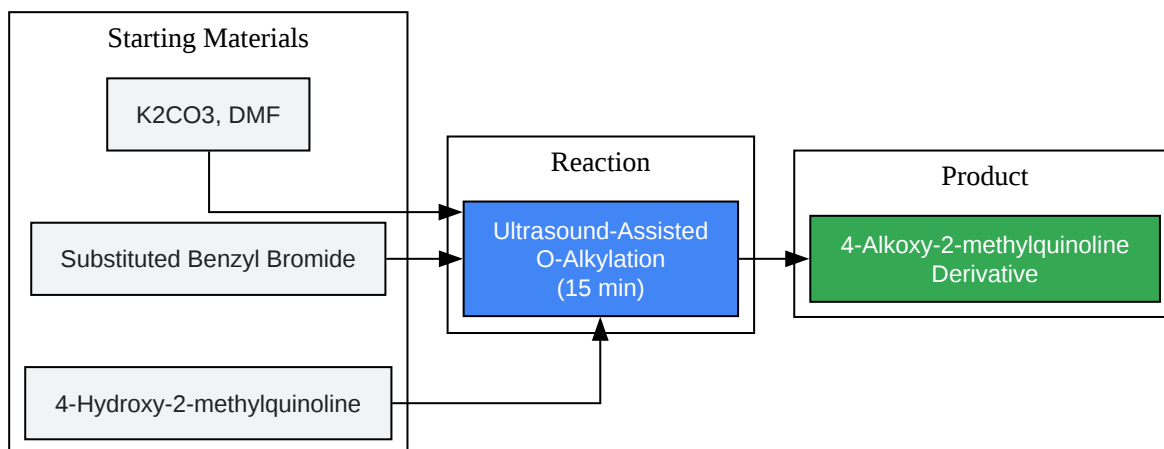 Starting Materials
K2CO3, DMF
Substituted Benzyl Bromide
4-Hydroxy-2-methylquinoline
Reaction
Ultrasound-Assisted
O-Alkylation
(15 min)
Product
4-Alkoxy-2-methylquinoline
Derivative